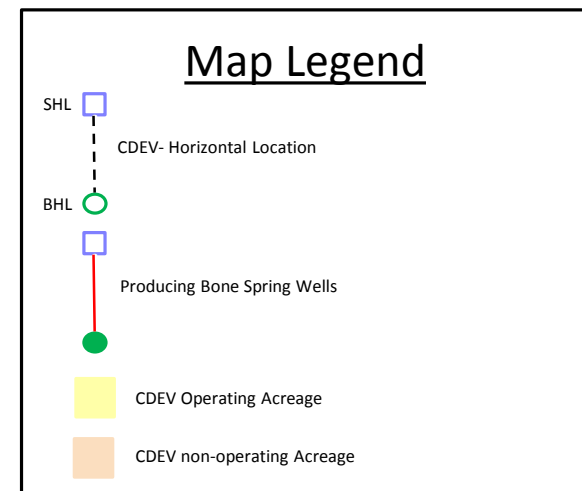 Map Legend
SHL
CDEV- Horizontal Location
BHL
Producing Bone Spring Wells
CDEV Operating Acreage
CDEV non-operating Acreage